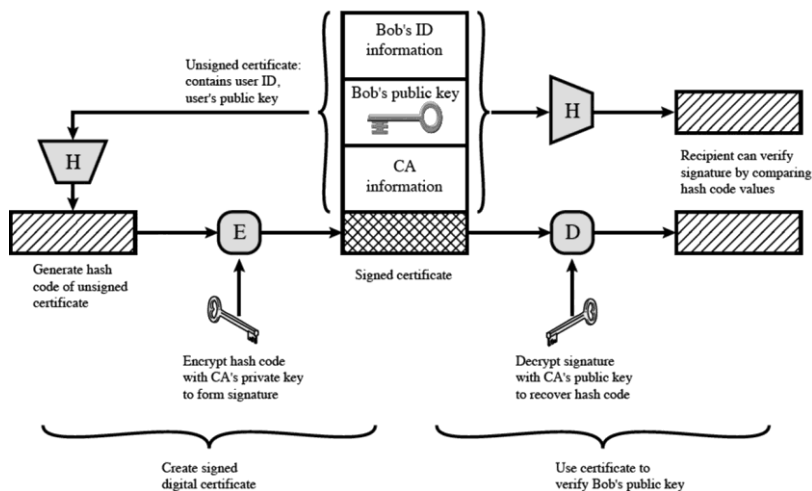 Bob's ID
information
Unsigned certificate:
contains user ID,
user's public key
Bob's public key
H
H
CA
information
Recipient can verify
signature by comparing
hash code values
E
D
Generate hash
code of unsigned
certificate
Signed certificate
Encrypt hash code
with CA's private key
to form signature
Decrypt signature
with CA's public key
to recover hash code
Create signed
digital certificate
Use certificate to
verify Bob's public key